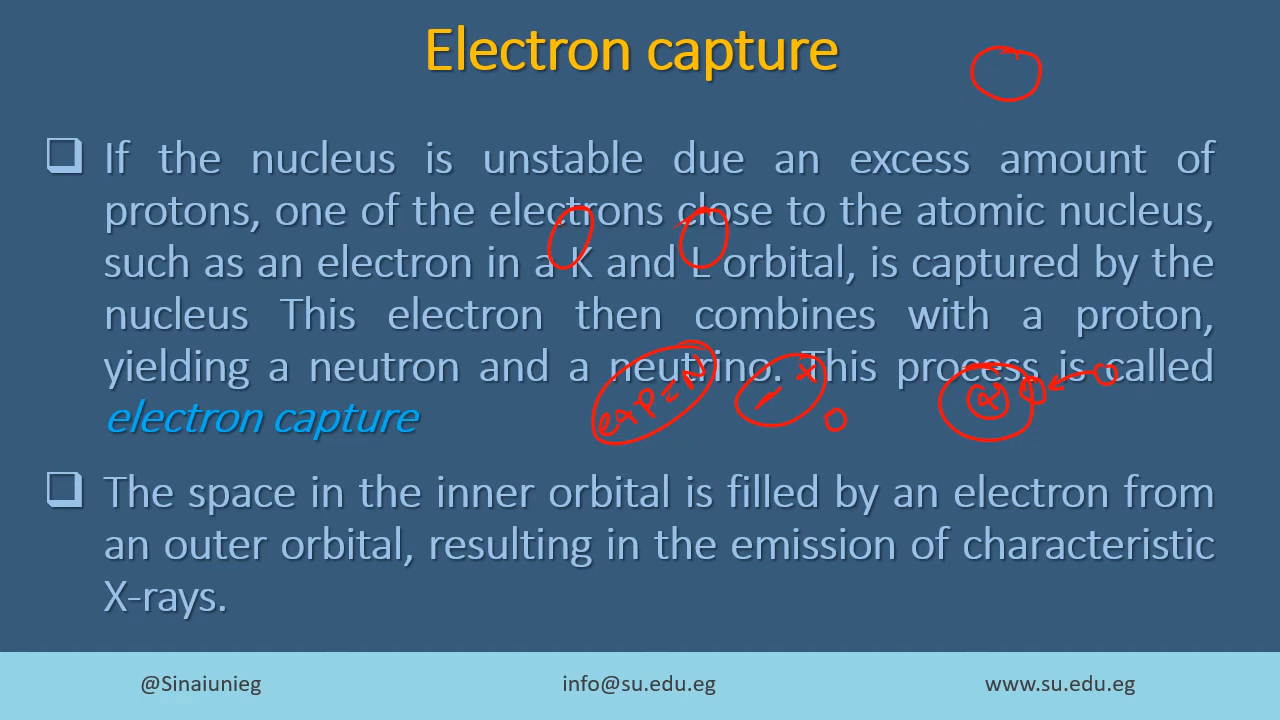 Electron capture
❑ If the nucleus is unstable due an excess amount of
protons, one of the electrons close to the atomic nucleus,
such as an electron in a K and L orbital, is captured by the
nucleus This electron then combines with a proton,
yielding a neutron and a neutrino. This process is called
e + P = N
- +
electron capture
❑ The space in the inner orbital is filled by an electron from
an outer orbital, resulting in the emission of characteristic
X-rays.
@Sinaiunieg info@su.edu.eg www.su.edu.eg